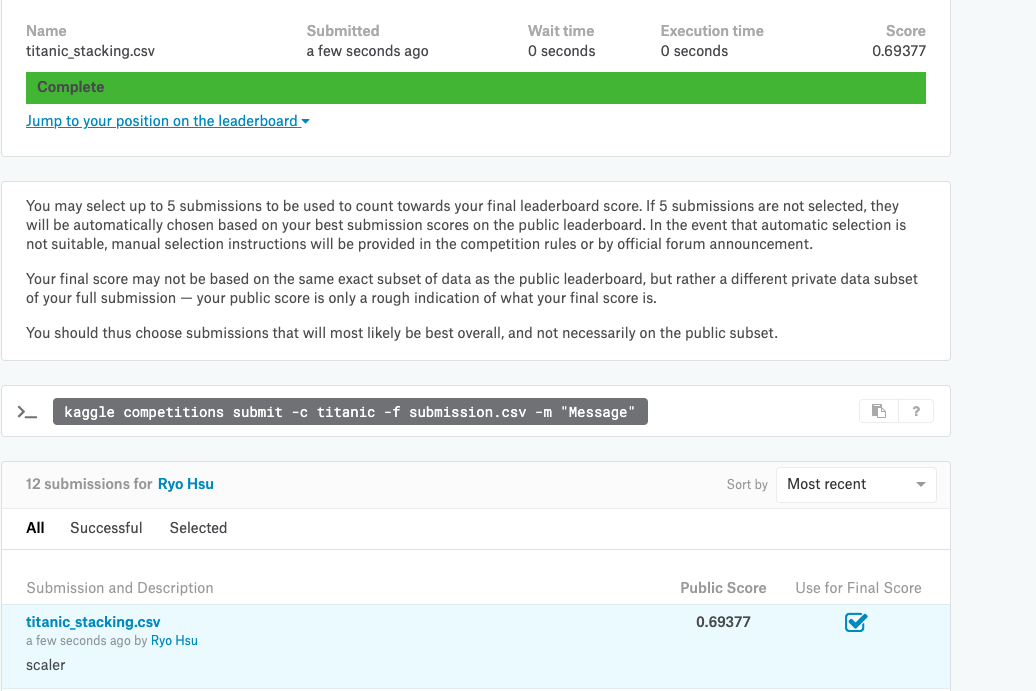 Name Submitted Wait time Execution time Score
titanic_stacking.csv a few seconds ago 0 seconds 0 seconds 0.69377
Complete
Jump to your position on the leaderboard
You may select up to 5 submissions to be used to count towards your final leaderboard score. If 5 submissions are not selected, they
will be automatically chosen based on your best submission scores on the public leaderboard. In the event that automatic selection is
not suitable, manual selection instructions will be provided in the competition rules or by official forum announcement.
Your final score may not be based on the same exact subset of data as the public leaderboard, but rather a different private data subset
of your full submission — your public score is only a rough indication of what your final score is.
You should thus choose submissions that will most likely be best overall, and not necessarily on the public subset.
>_ kaggle competitions submit -c titanic -f submission.csv -m "Message" ?
12 submissions for Ryo Hsu Sort by Most recent
All Successful Selected
Submission and Description Public Score Use for Final Score
titanic_stacking.csv 0.69377
a few seconds ago by Ryo Hsu
scaler